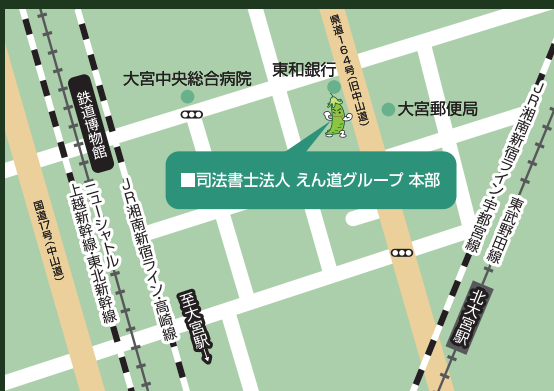 県道164号(旧中山道)
東和銀行
大宮中央総合病院
大宮郵便局
鉄道博物館
■司法書士法人 えん道グループ 本部
国道17号(中山道)
上越新幹線・東北新幹線
ニューシャトル
JR湘南新宿ライン・高崎線
至大宮駅→
JR湘南新宿ライン・宇都宮線
東武野田線
北大宮駅